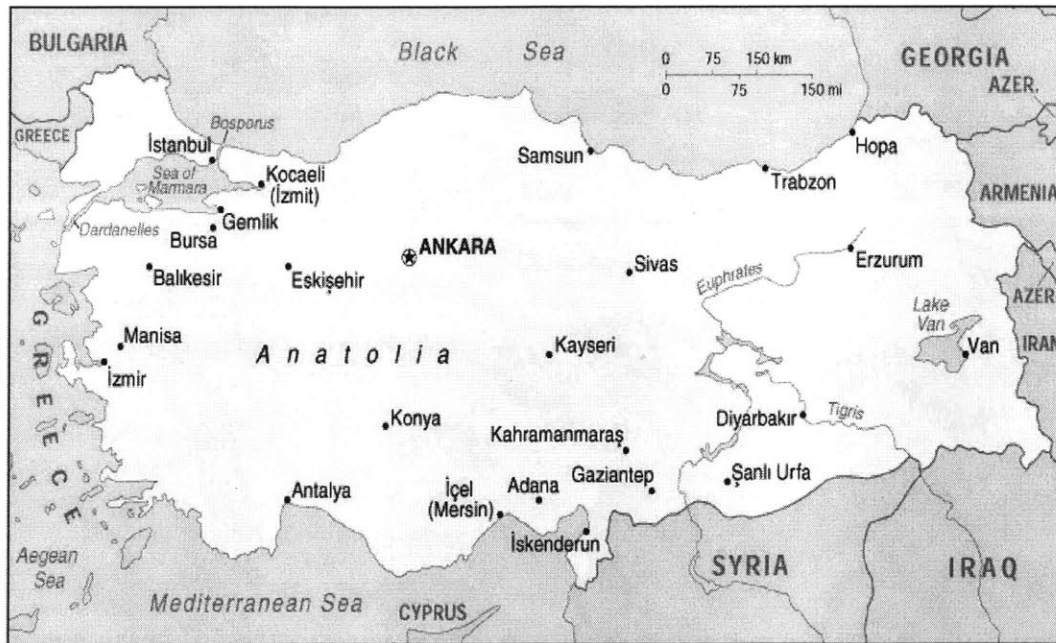 BULGARIA
Black Sea
0 75 150 km
0 75 150 mi
GEORGIA
AZER.
GREECE
Bosporus
İstanbul
Sea of
Marmara
Kocaeli
(İzmit)
Samsun
Hopa
Trabzon
ARMENIA
Gemlik
Dardanelles
Bursa
ANKARA
Balıkesir
Eskişehir
Sivas
Euphrates
Erzurum
AZER.
Lake
Van
IRAN
Manisa
Anatolia
Kayseri
Van
İzmir
GREECE
Konya
Diyarbakır
Tigris
Kahramanmaraş
Gaziantep
Şanlı Urfa
Antalya
İçel
(Mersin)
Adana
İskenderun
Aegean
Sea
SYRIA
IRAQ
Mediterranean Sea
CYPRUS